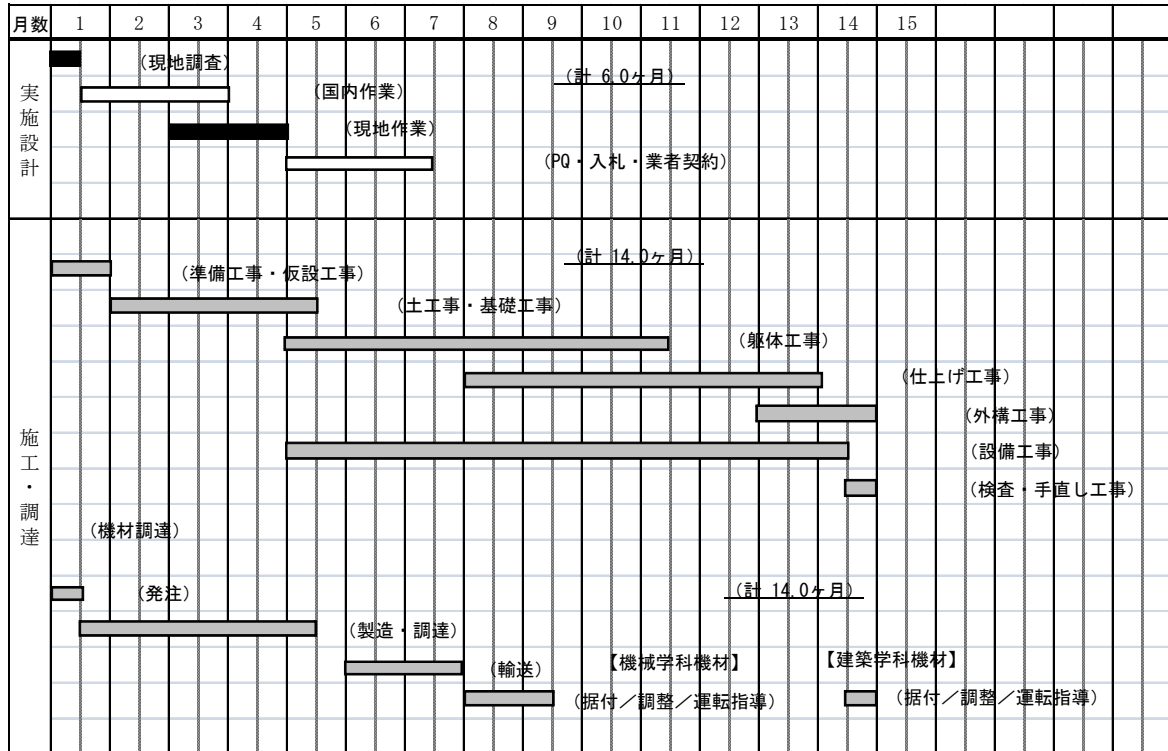 月数 1 2 3 4 5 6 7 8 9 10 11 12 13 14 15
実施設計
(現地調査)
(計 6.0ヶ月)
(国内作業)
(現地作業)
(PQ・入札・業者契約)
施工・調達
(計 14.0ヶ月)
(準備工事・仮設工事)
(土工事・基礎工事)
(躯体工事)
(仕上げ工事)
(外構工事)
(設備工事)
(検査・手直し工事)
(機材調達)
(発注) (計 14.0ヶ月)
(製造・調達)
(輸送) 【機械学科機材】 【建築学科機材】
(据付/調整/運転指導) (据付/調整/運転指導)